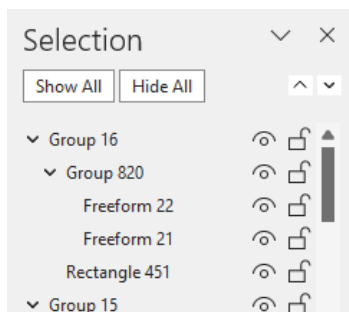 Selection
Show All Hide All
Group 16
Group 820
Freeform 22
Freeform 21
Rectangle 451
Group 15